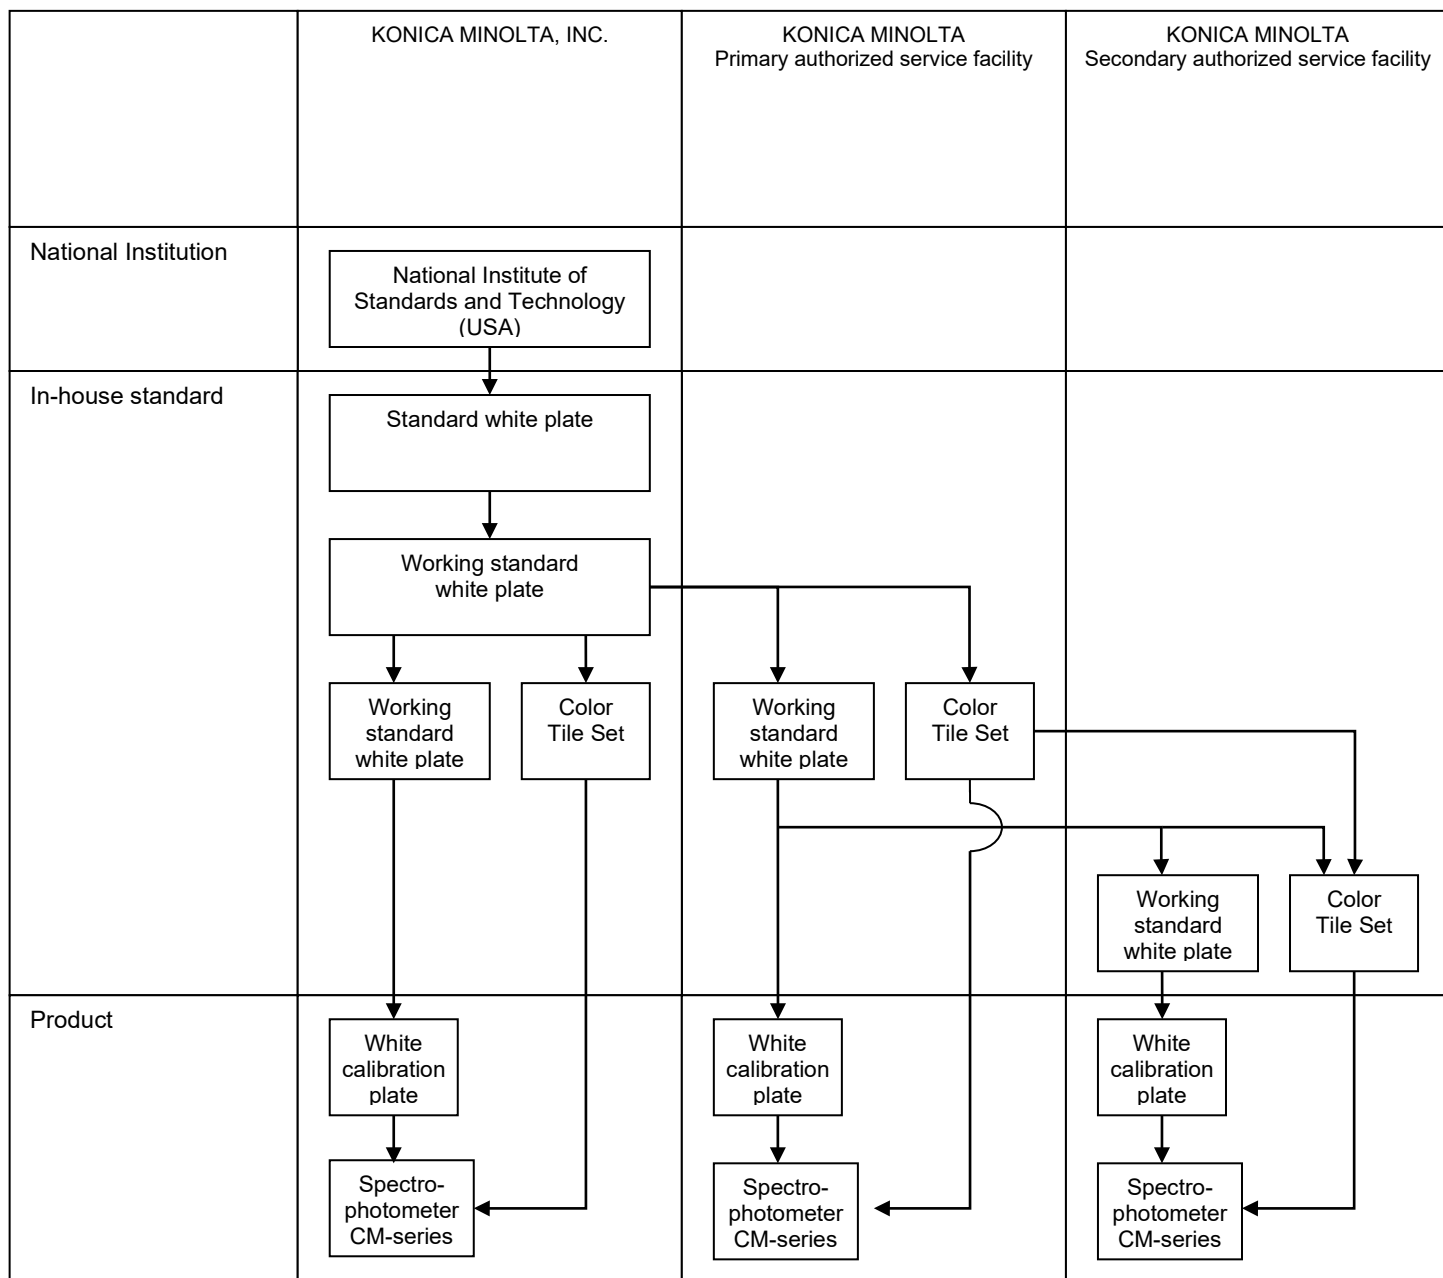 KONICA MINOLTA, INC.
KONICA MINOLTA
Primary authorized service facility
KONICA MINOLTA
Secondary authorized service facility
National Institution
National Institute of
Standards and Technology
(USA)
In-house standard
Standard white plate
Working standard
white plate
Working
standard
white plate
Color
Tile Set
Working
standard
white plate
Color
Tile Set
Working
standard
white plate
Color
Tile Set
Product
White
calibration
plate
White
calibration
plate
White
calibration
plate
Spectro-
photometer
CM-series
Spectro-
photometer
CM-series
Spectro-
photometer
CM-series